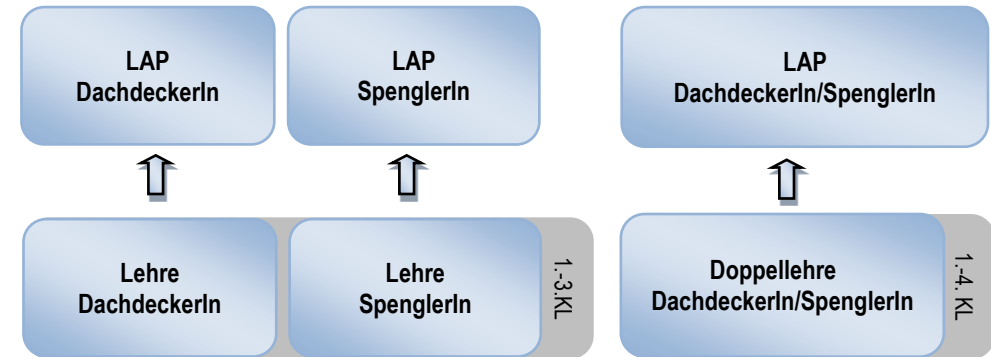 LAP
DachdeckerIn
LAP
SpenglerIn
LAP
DachdeckerIn/SpenglerIn
Lehre
DachdeckerIn
Lehre
SpenglerIn
1.-3.KL
Doppellehre
DachdeckerIn/SpenglerIn
1.-4. KL